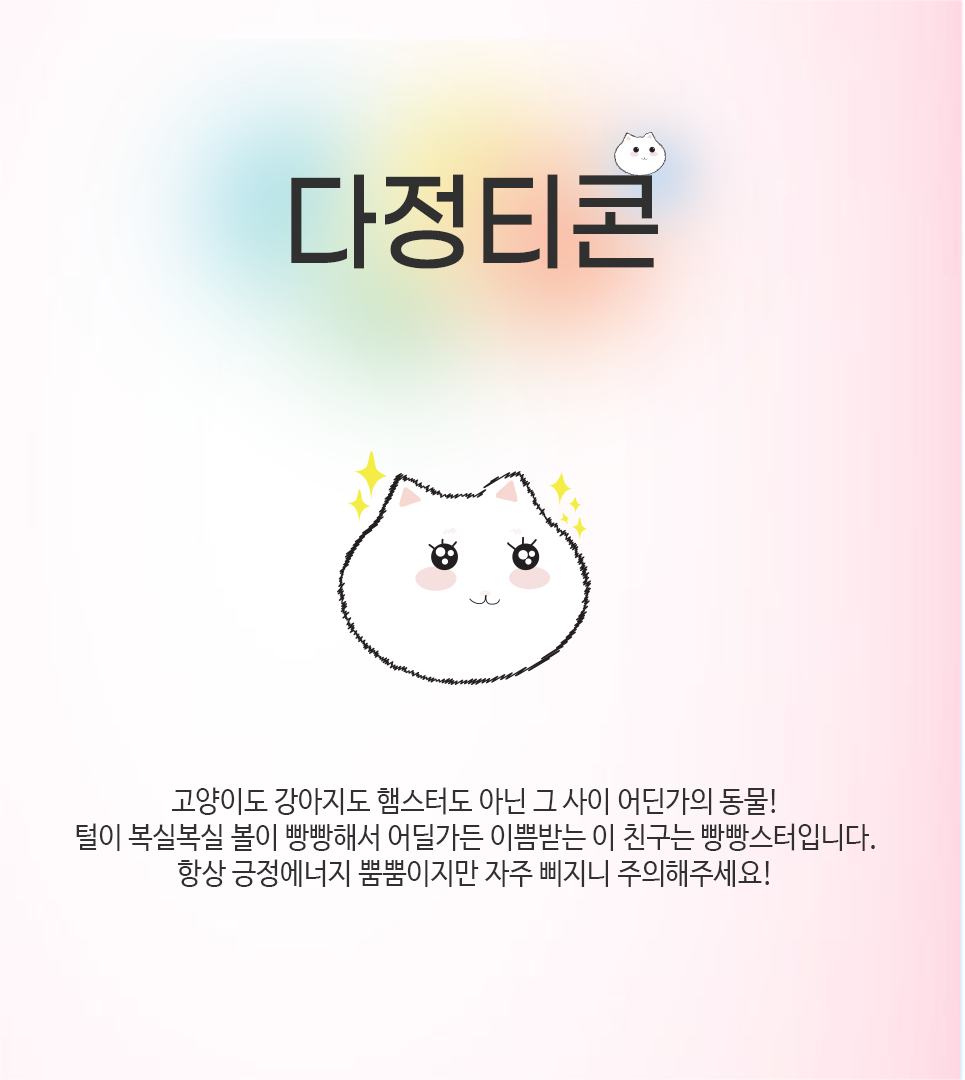 다정티콘
고양이도 강아지도 햄스터도 아닌 그 사이 어딘가의 동물!
털이 복실복실 볼이 빵빵해서 어딜가든 이쁨받는 이 친구는 빵빵스터입니다.
항상 긍정에너지 뿜뿜이지만 자주 삐지니 주의해주세요!